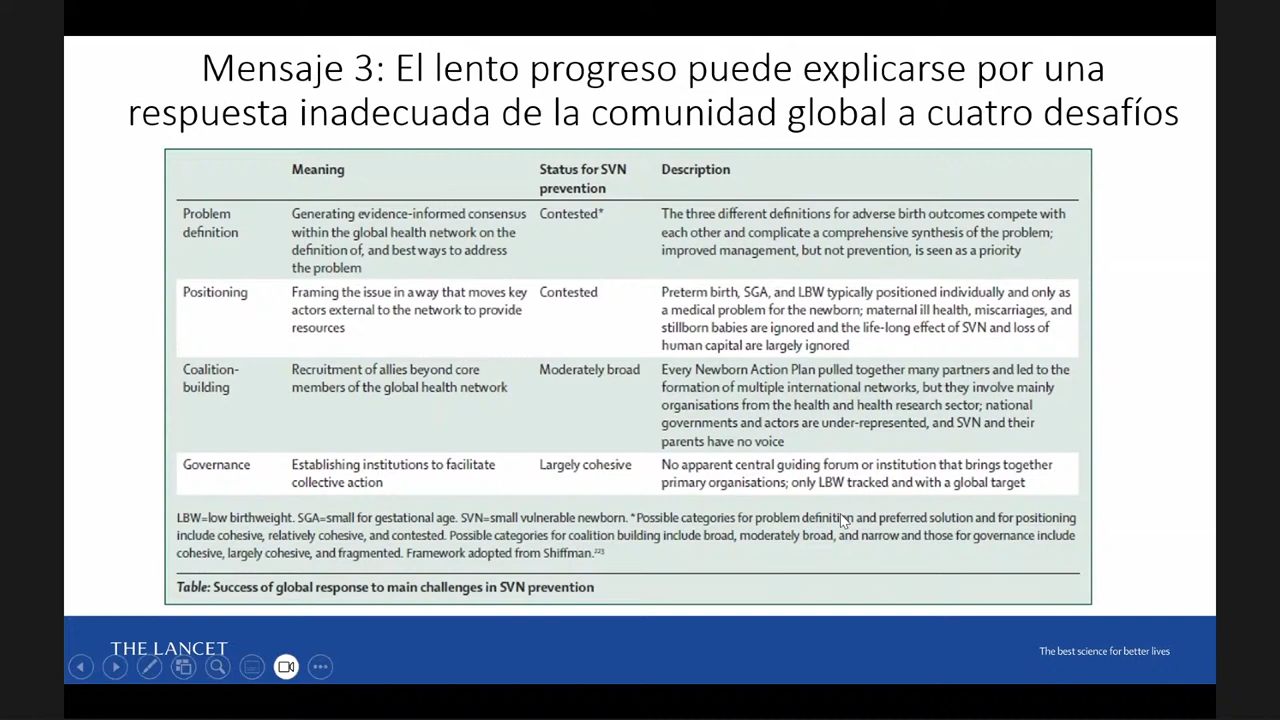 Mensaje 3: El lento progreso puede explicarse por una
respuesta inadecuada de la comunidad global a cuatro desafíos
Meaning
Status for SVN
prevention
Description
Problem
definition
Generating evidence-informed consensus
within the global health network on the
definition of, and best ways to address
the problem
Contested*
The three different definitions for adverse birth outcomes compete with
each other and complicate a comprehensive synthesis of the problem;
improved management, but not prevention, is seen as a priority
Positioning
Framing the issue in a way that moves key
actors external to the network to provide
resources
Contested
Preterm birth, SGA, and LBW typically positioned individually and only as
a medical problem for the newborn; maternal ill health, miscarriages, and
stillborn babies are ignored and the life-long effect of SVN and loss of
human capital are largely ignored
Coalition-
building
Recruitment of allies beyond core
members of the global health network
Moderately broad
Every Newborn Action Plan pulled together many partners and led to the
formation of multiple international networks, but they involve mainly
organisations from the health and health research sector; national
governments and actors are under-represented, and SVN and their
parents have no voice
Governance
Establishing institutions to facilitate
collective action
Largely cohesive
No apparent central guiding forum or institution that brings together
primary organisations; only LBW tracked and with a global target
LBW=low birthweight. SGA=small for gestational age. SVN=small vulnerable newborn. *Possible categories for problem definition and preferred solution and for positioning
include cohesive, relatively cohesive, and contested. Possible categories for coalition building include broad, moderately broad, and narrow and those for governance include
cohesive, largely cohesive, and fragmented. Framework adopted from Shiffman.²²³
Table: Success of global response to main challenges in SVN prevention
THE LANCET
The best science for better lives